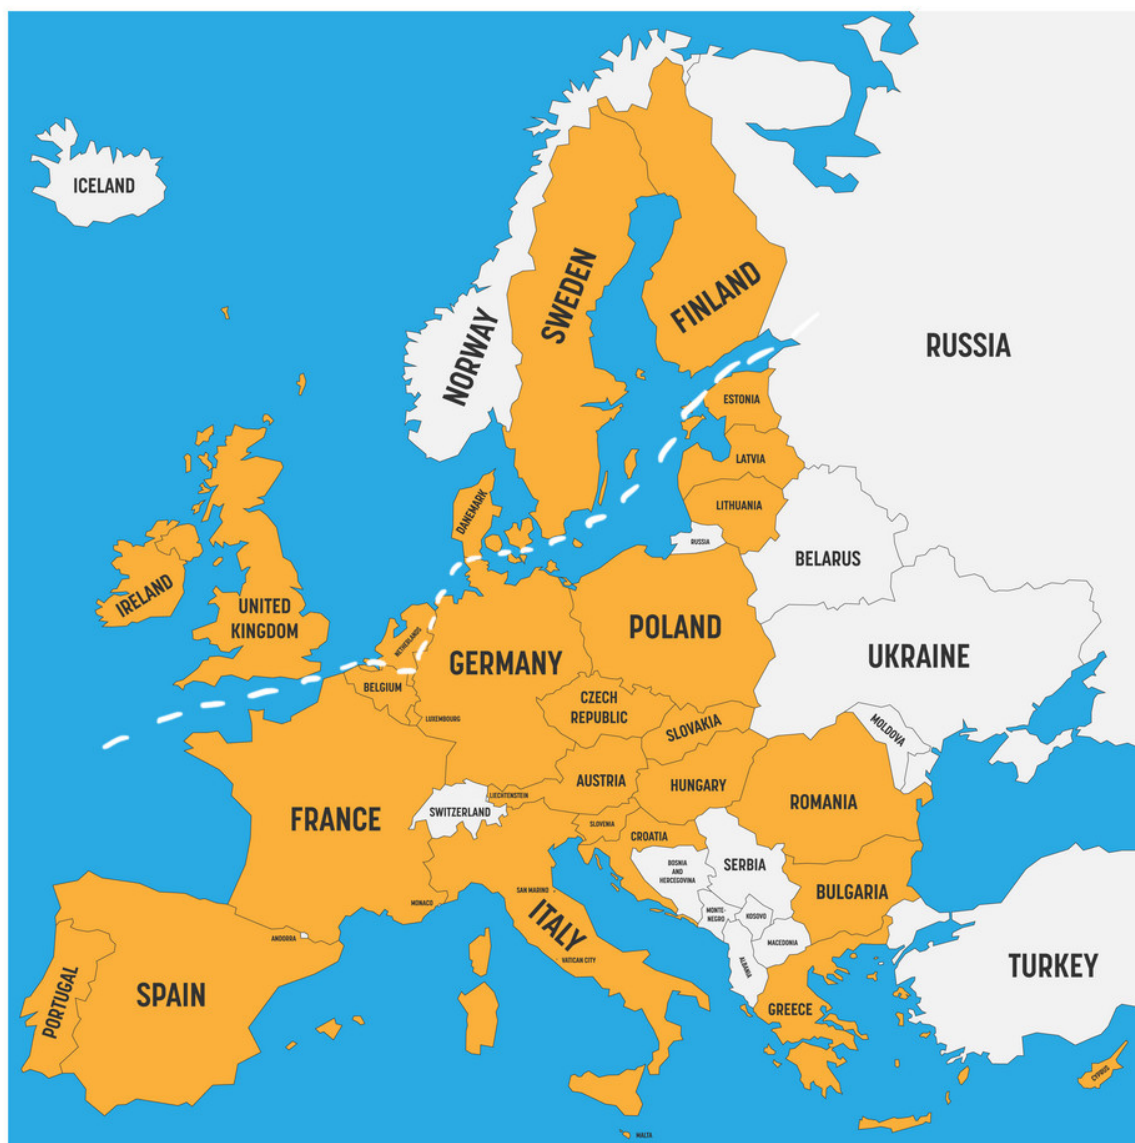 ICELAND
NORWAY
SWEDEN
FINLAND
RUSSIA
ESTONIA
LATVIA
LITHUANIA
DANEMARK
RUSSIA
BELARUS
IRELAND
UNITED
KINGDOM
NETHERLANDS
POLAND
GERMANY
UKRAINE
BELGIUM
LUXEMBOURG
CZECH
REPUBLIC
SLOVAKIA
MOLDOVA
AUSTRIA
HUNGARY
LIECHTENSTEIN
SWITZERLAND
FRANCE
ROMANIA
SLOVENIA
CROATIA
BOSNIA
AND
HERCEGOVINA
SERBIA
BULGARIA
SAN MARINO
MONACO
ITALY
MONTE-
NEGRO
KOSOVO
MACEDONIA
ANDORRA
VATICAN CITY
ALBANIA
TURKEY
PORTUGAL
SPAIN
GREECE
CYPRUS
MALTA